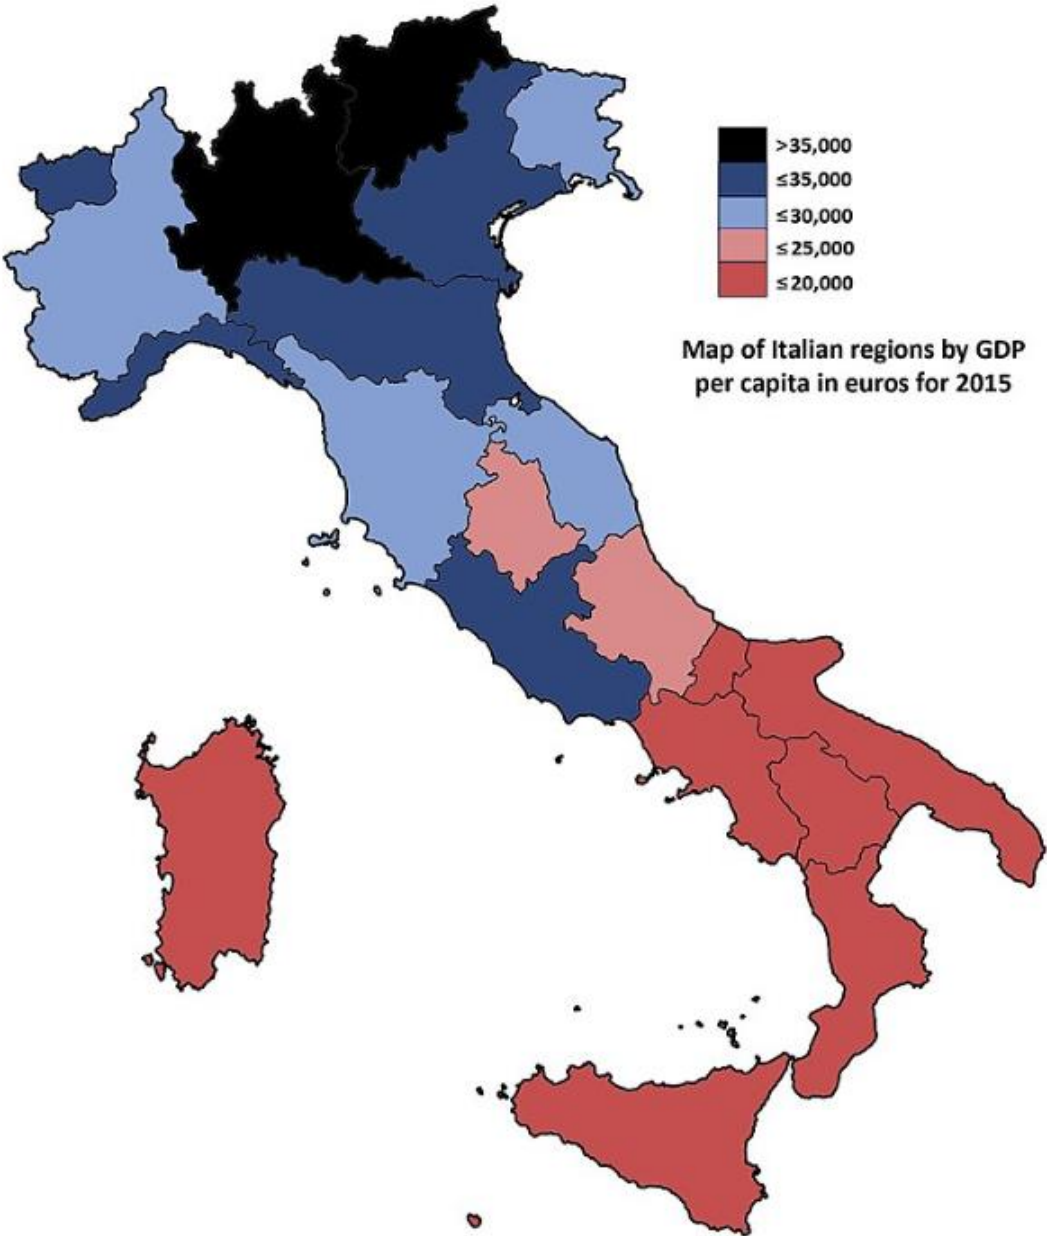 >35,000
≤35,000
≤30,000
≤25,000
≤20,000
Map of Italian regions by GDP
per capita in euros for 2015